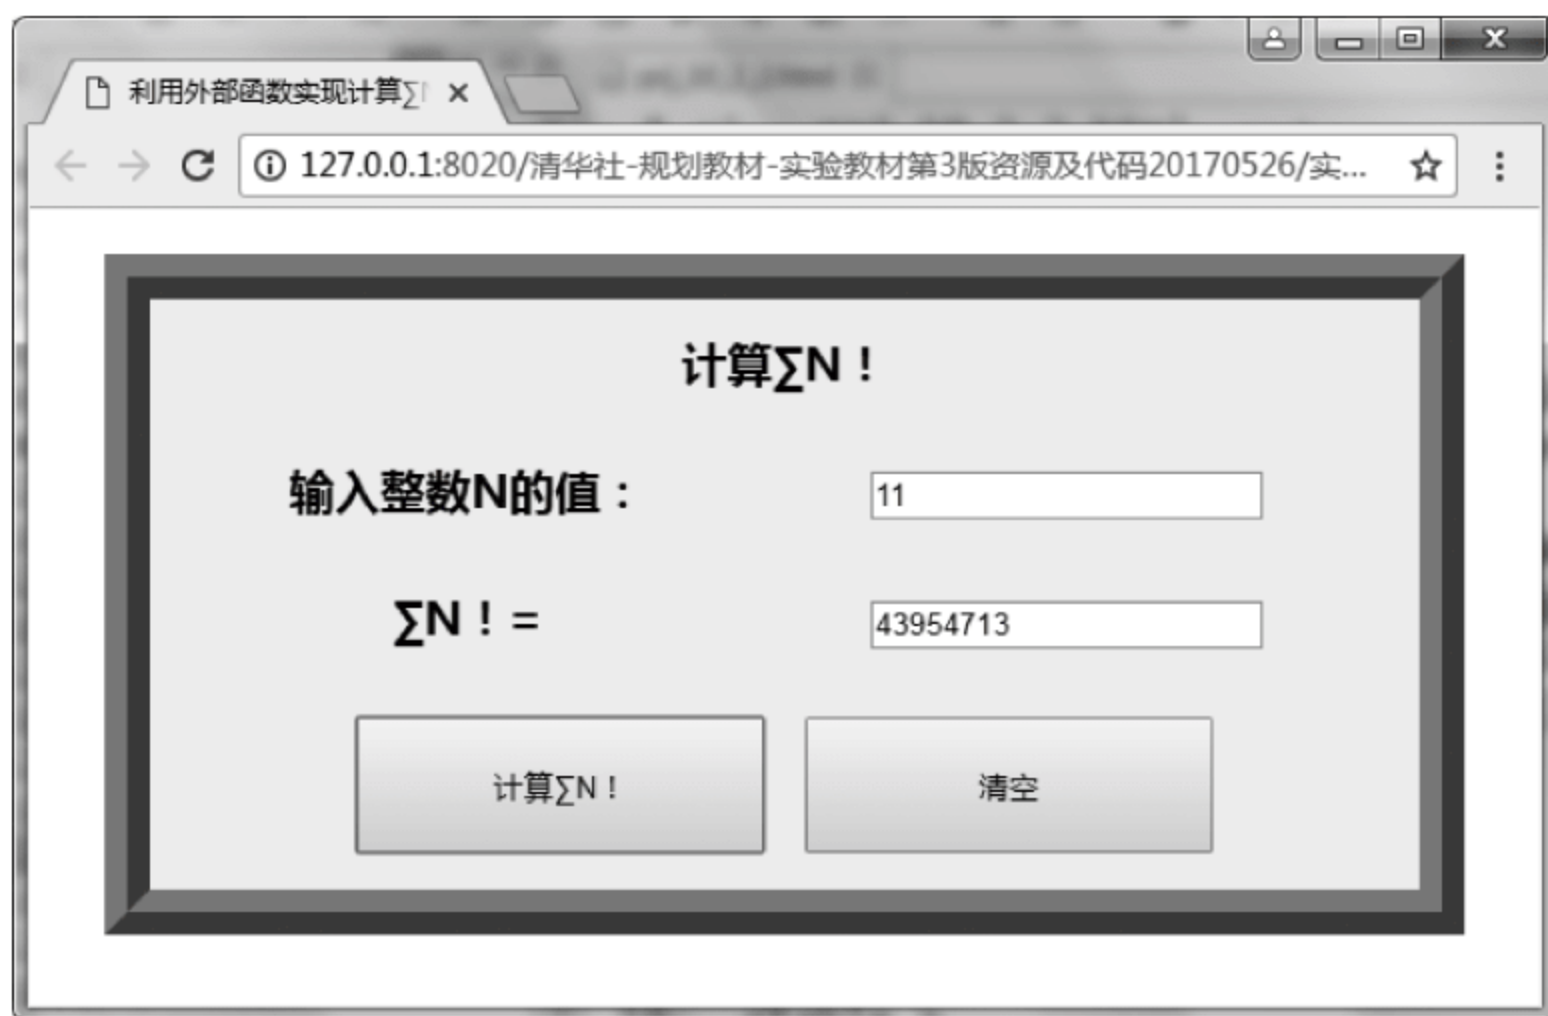 利用外部函数实现计算∑
127.0.0.1:8020/清华社-规划教材-实验教材第3版资源及代码20170526/实...
计算∑N！
输入整数N的值：
11
∑N！=
43954713
计算∑N！
清空